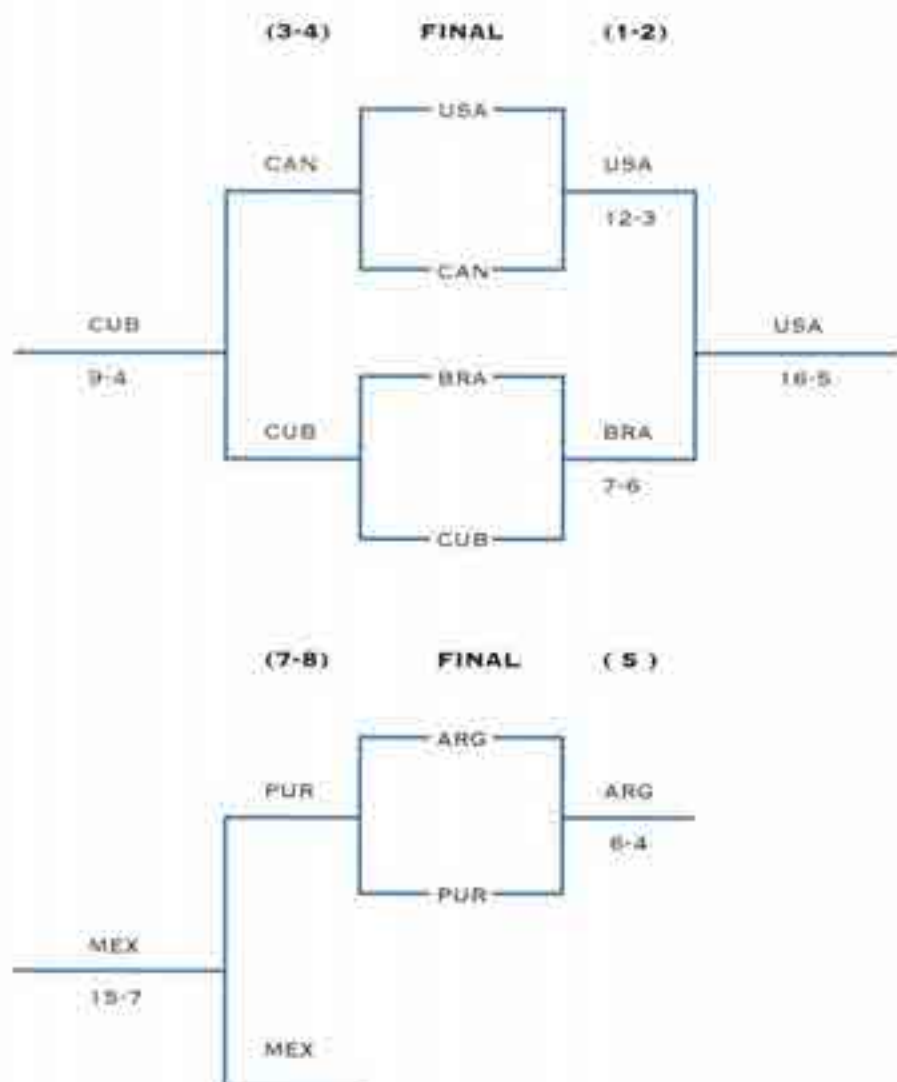 (3-4) FINAL (1-2)
USA
CAN USA
12-3
CAN
CUB USA
9-4 BRA 16-5
CUB BRA
7-6
CUB
(7-8) FINAL ( 5 )
ARG
PUR ARG
6-4
PUR
MEX
15-7
MEX